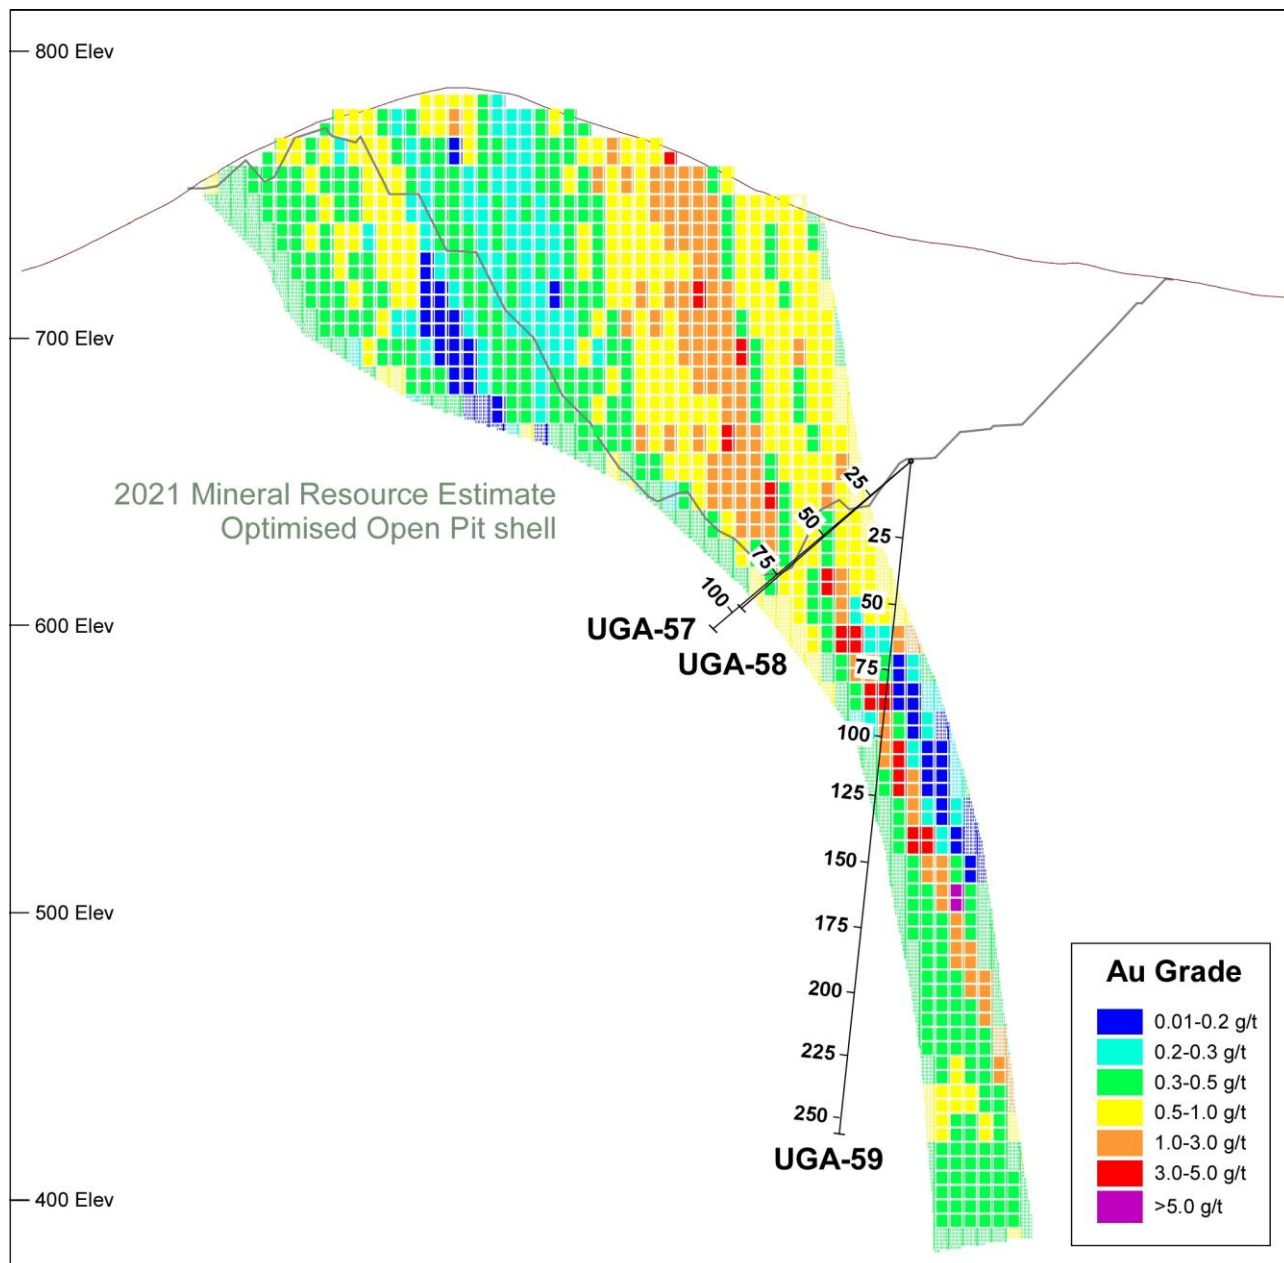 800 Elev
700 Elev
2021 Mineral Resource Estimate
Optimised Open Pit shell
25
50
75
100
UGA-57
UGA-58
25
50
75
100
125
150
175
200
225
250
UGA-59
600 Elev
500 Elev
400 Elev
Au Grade
0.01-0.2 g/t
0.2-0.3 g/t
0.3-0.5 g/t
0.5-1.0 g/t
1.0-3.0 g/t
3.0-5.0 g/t
>5.0 g/t